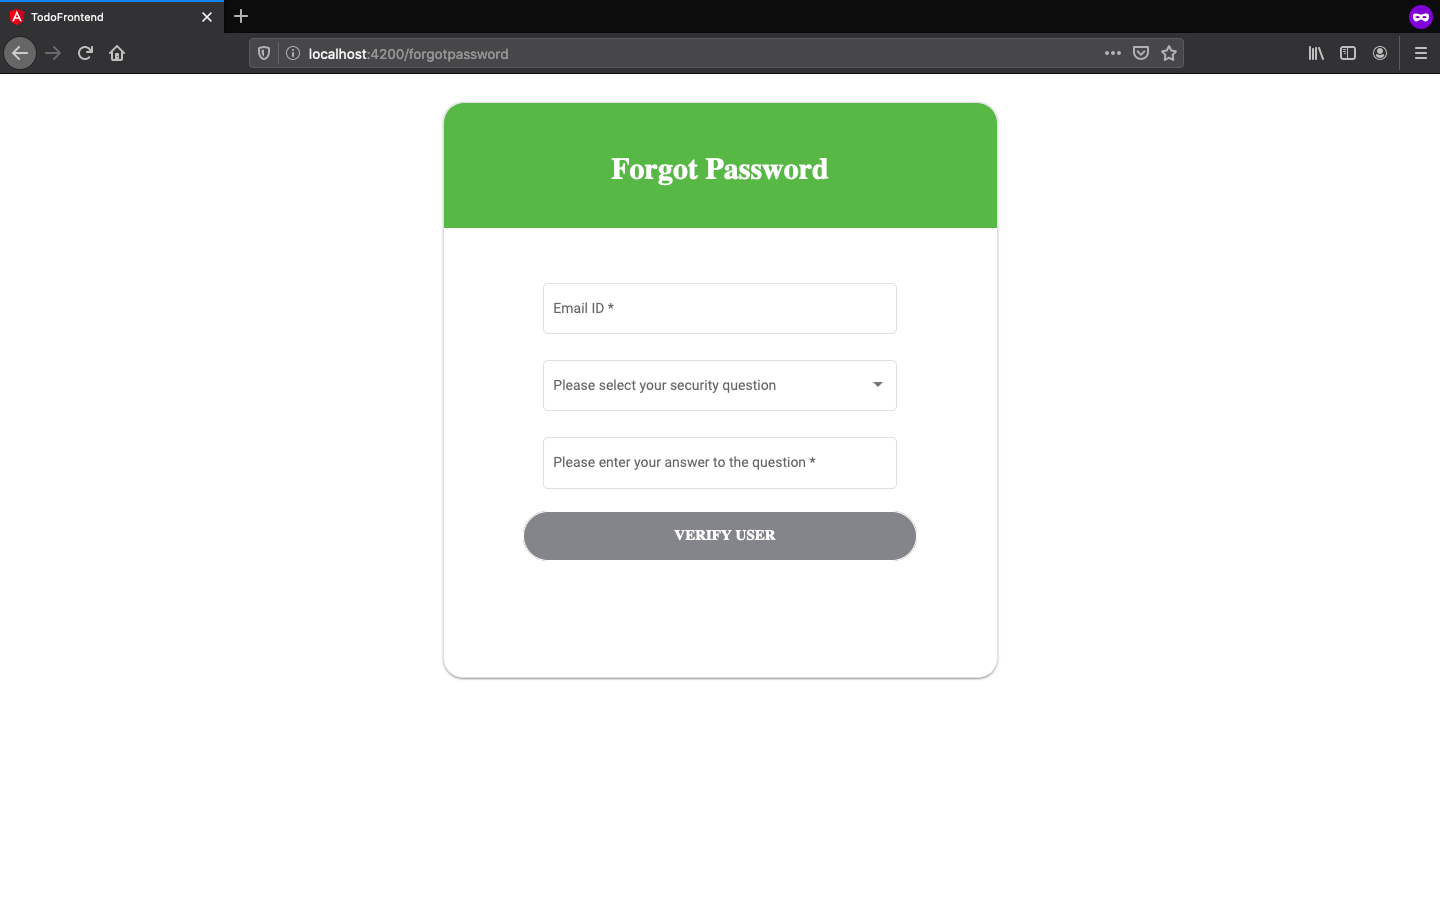 TodoFrontend
localhost:4200/forgotpassword
Forgot Password
Email ID *
Please select your security question
Please enter your answer to the question *
VERIFY USER